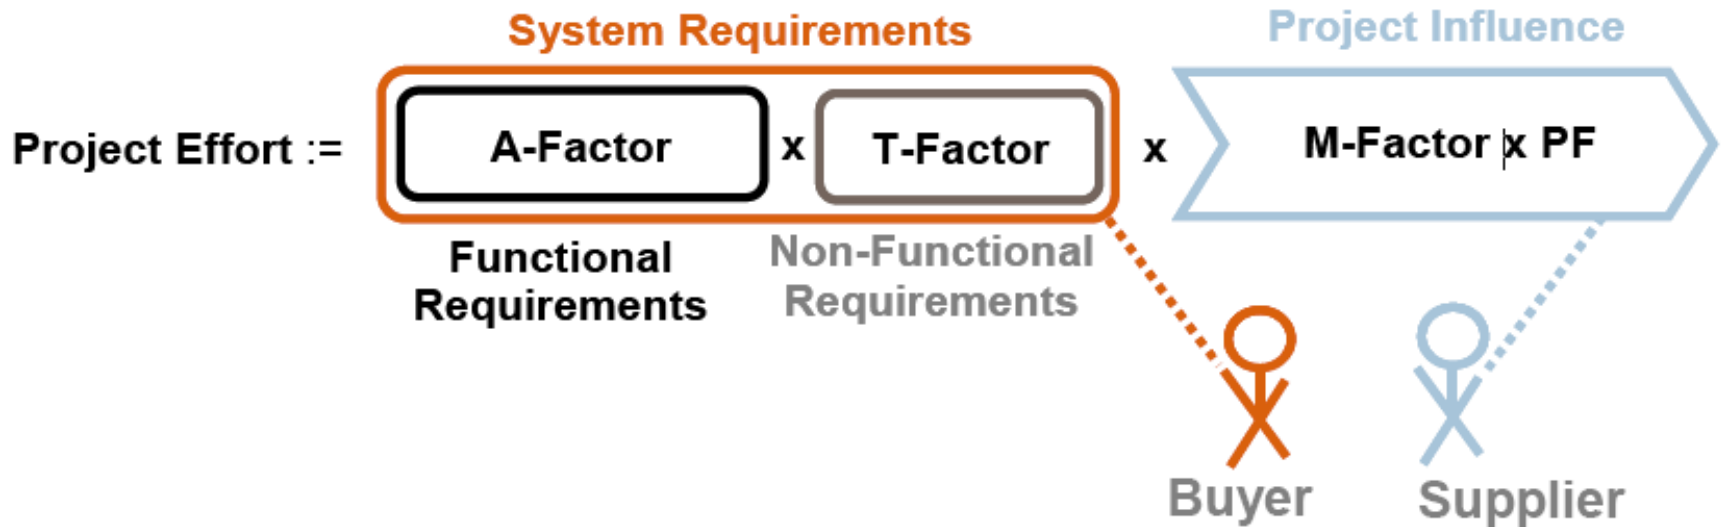 System Requirements
Project Influence
Project Effort := A-Factor x T-Factor x M-Factor x PF
Functional
Requirements
Non-Functional
Requirements
Buyer
Supplier